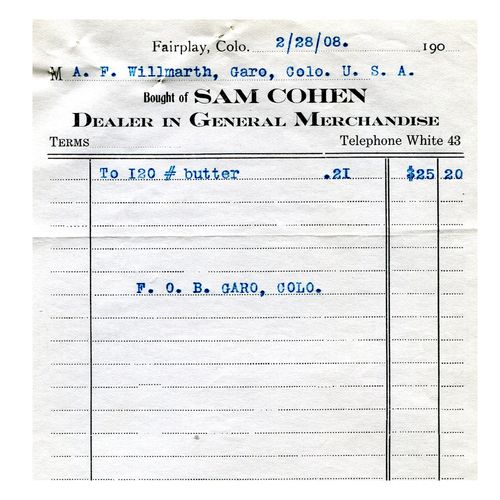 Fairplay, Colo. 2/28/08. 190
M A. F. Willmarth, Garo, Colo. U. S. A.
Bought of SAM COHEN
DEALER IN GENERAL MERCHANDISE
TERMS Telephone White 43
To 120 # butter .21 $25 20
F. O. B. GARO, COLO.